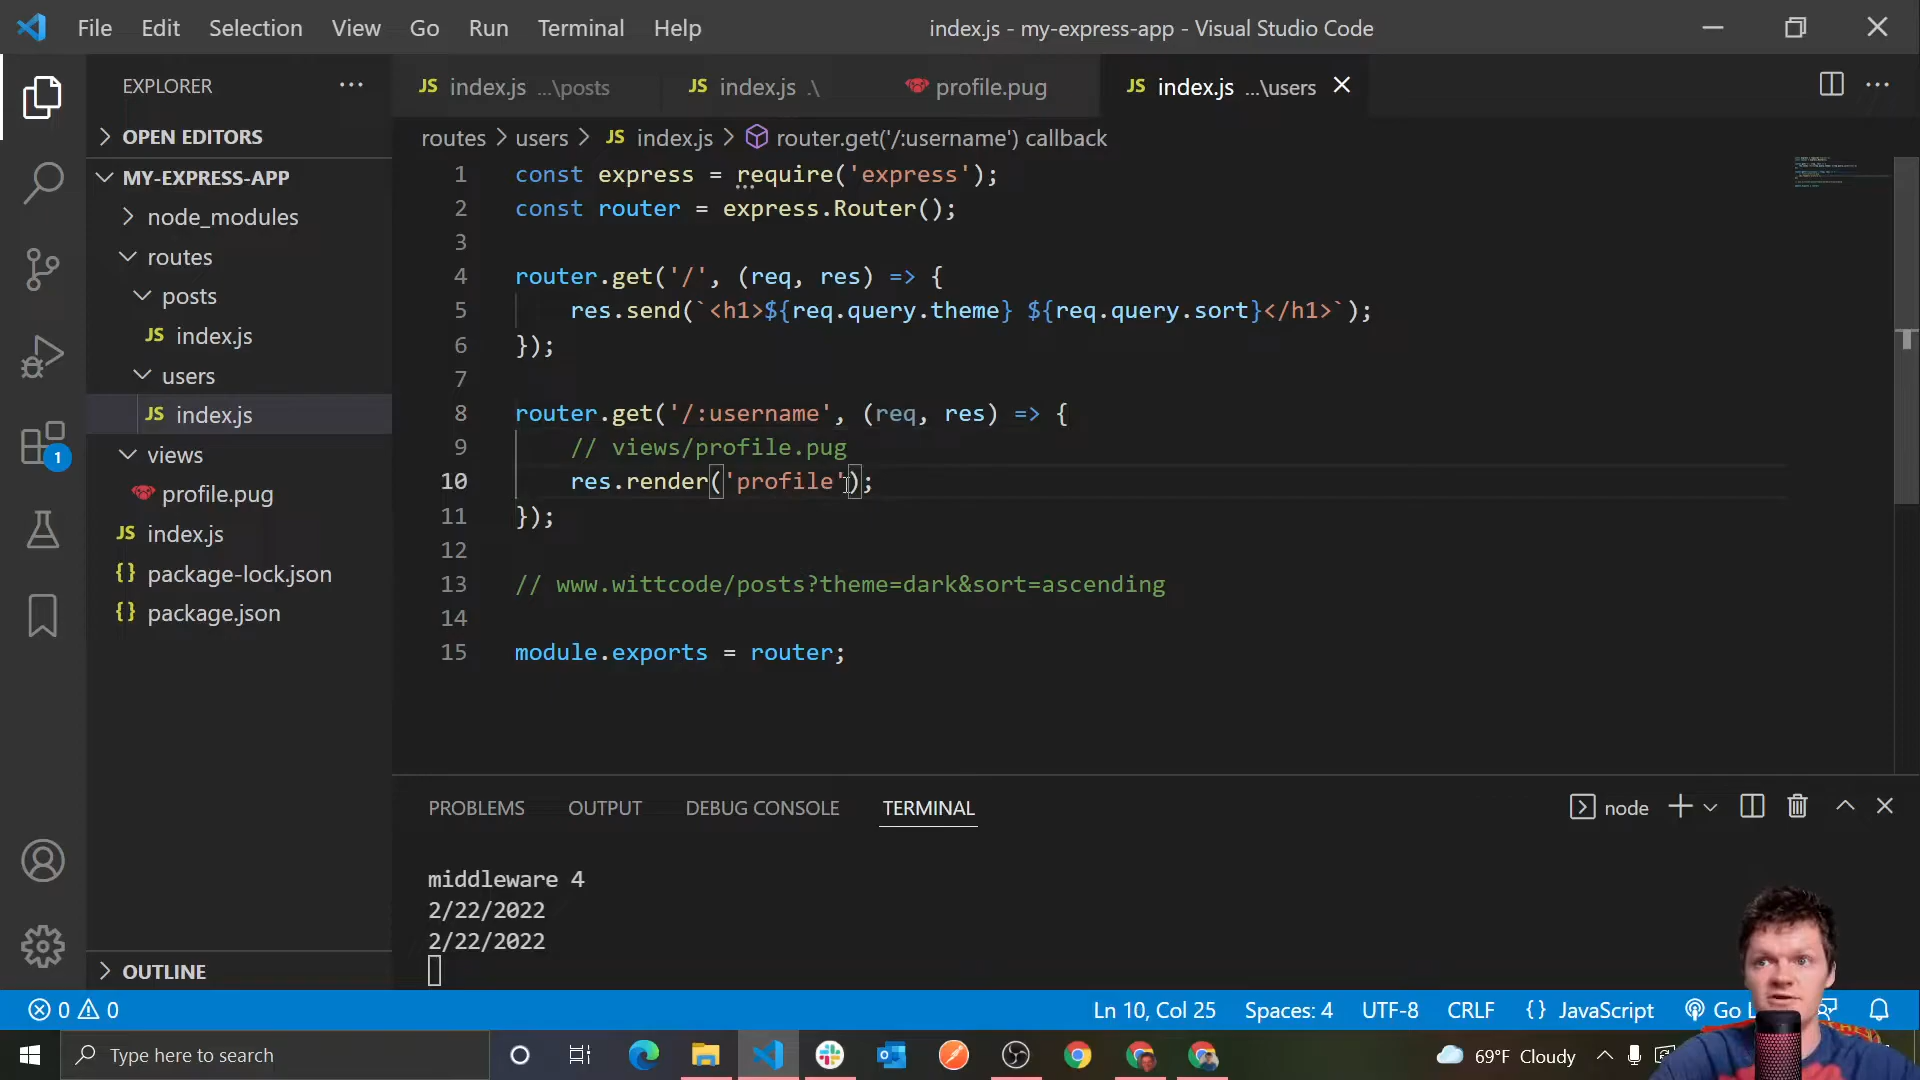 File Edit Selection View Go Run Terminal Help
index.js - my-express-app - Visual Studio Code
EXPLORER
OPEN EDITORS
MY-EXPRESS-APP
node_modules
routes
posts
JS index.js
users
JS index.js
views
profile.pug
JS index.js
{} package-lock.json
{} package.json
OUTLINE
1
JS index.js ...\posts
JS index.js .\
profile.pug
JS index.js ...\users
routes > users > JS index.js > router.get('/:username') callback
1 const express = require('express');
2 const router = express.Router();
3
4 router.get('/', (req, res) => {
5 res.send(`<h1>${req.query.theme} ${req.query.sort}</h1>`);
6 });
7
8 router.get('/:username', (req, res) => {
9 // views/profile.pug
10 res.render('profile');
11 });
12
13 // www.wittcode/posts?theme=dark&sort=ascending
14
15 module.exports = router;
PROBLEMS OUTPUT DEBUG CONSOLE TERMINAL
node
middleware 4
2/22/2022
2/22/2022
0 0
Ln 10, Col 25 Spaces: 4 UTF-8 CRLF {} JavaScript Go
Type here to search
69°F Cloudy